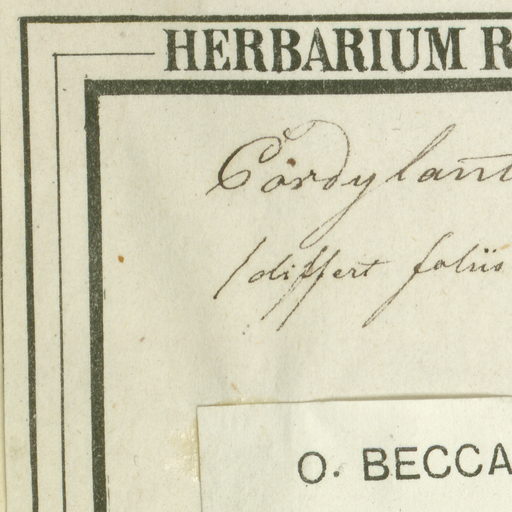 HERBARIUM R
Cordylant
/differt foliis
O. BECCA